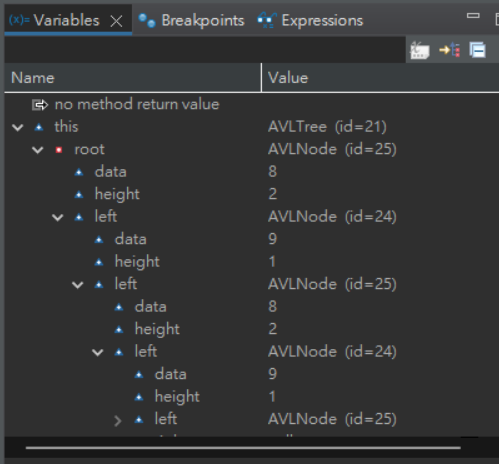 (x)= Variables Breakpoints Expressions
Name Value
no method return value
this AVLTree (id=21)
root AVLNode (id=25)
data 8
height 2
left AVLNode (id=24)
data 9
height 1
left AVLNode (id=25)
data 8
height 2
left AVLNode (id=24)
data 9
height 1
left AVLNode (id=25)